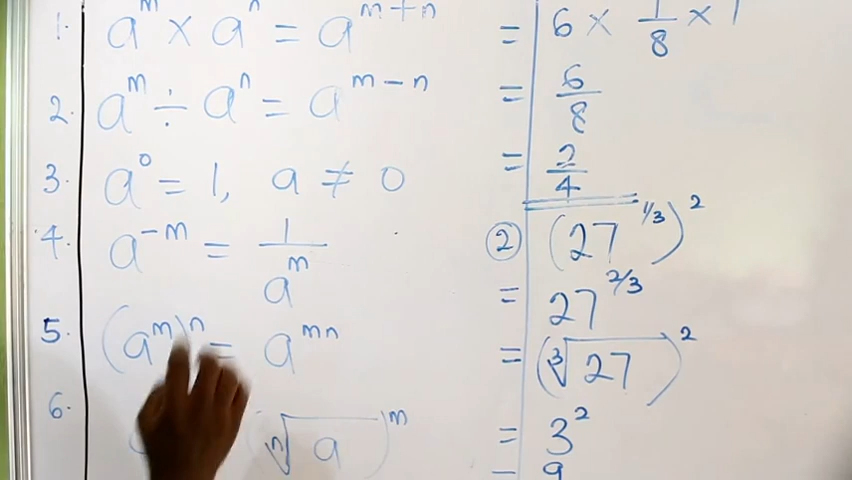 1. a^m × a^n = a^(m+n)
2. a^m ÷ a^n = a^(m-n)
3. a^0 = 1, a ≠ 0
4. a^-m = 1/a^m
5. (a^m)^n = a^mn
6. (ⁿ√a)^m
= 6 × 1/8 × 1
= 6/8
= 2/4
② (27^1/3)^2
= 27^2/3
= (³√27)^2
= 3^2
= 9